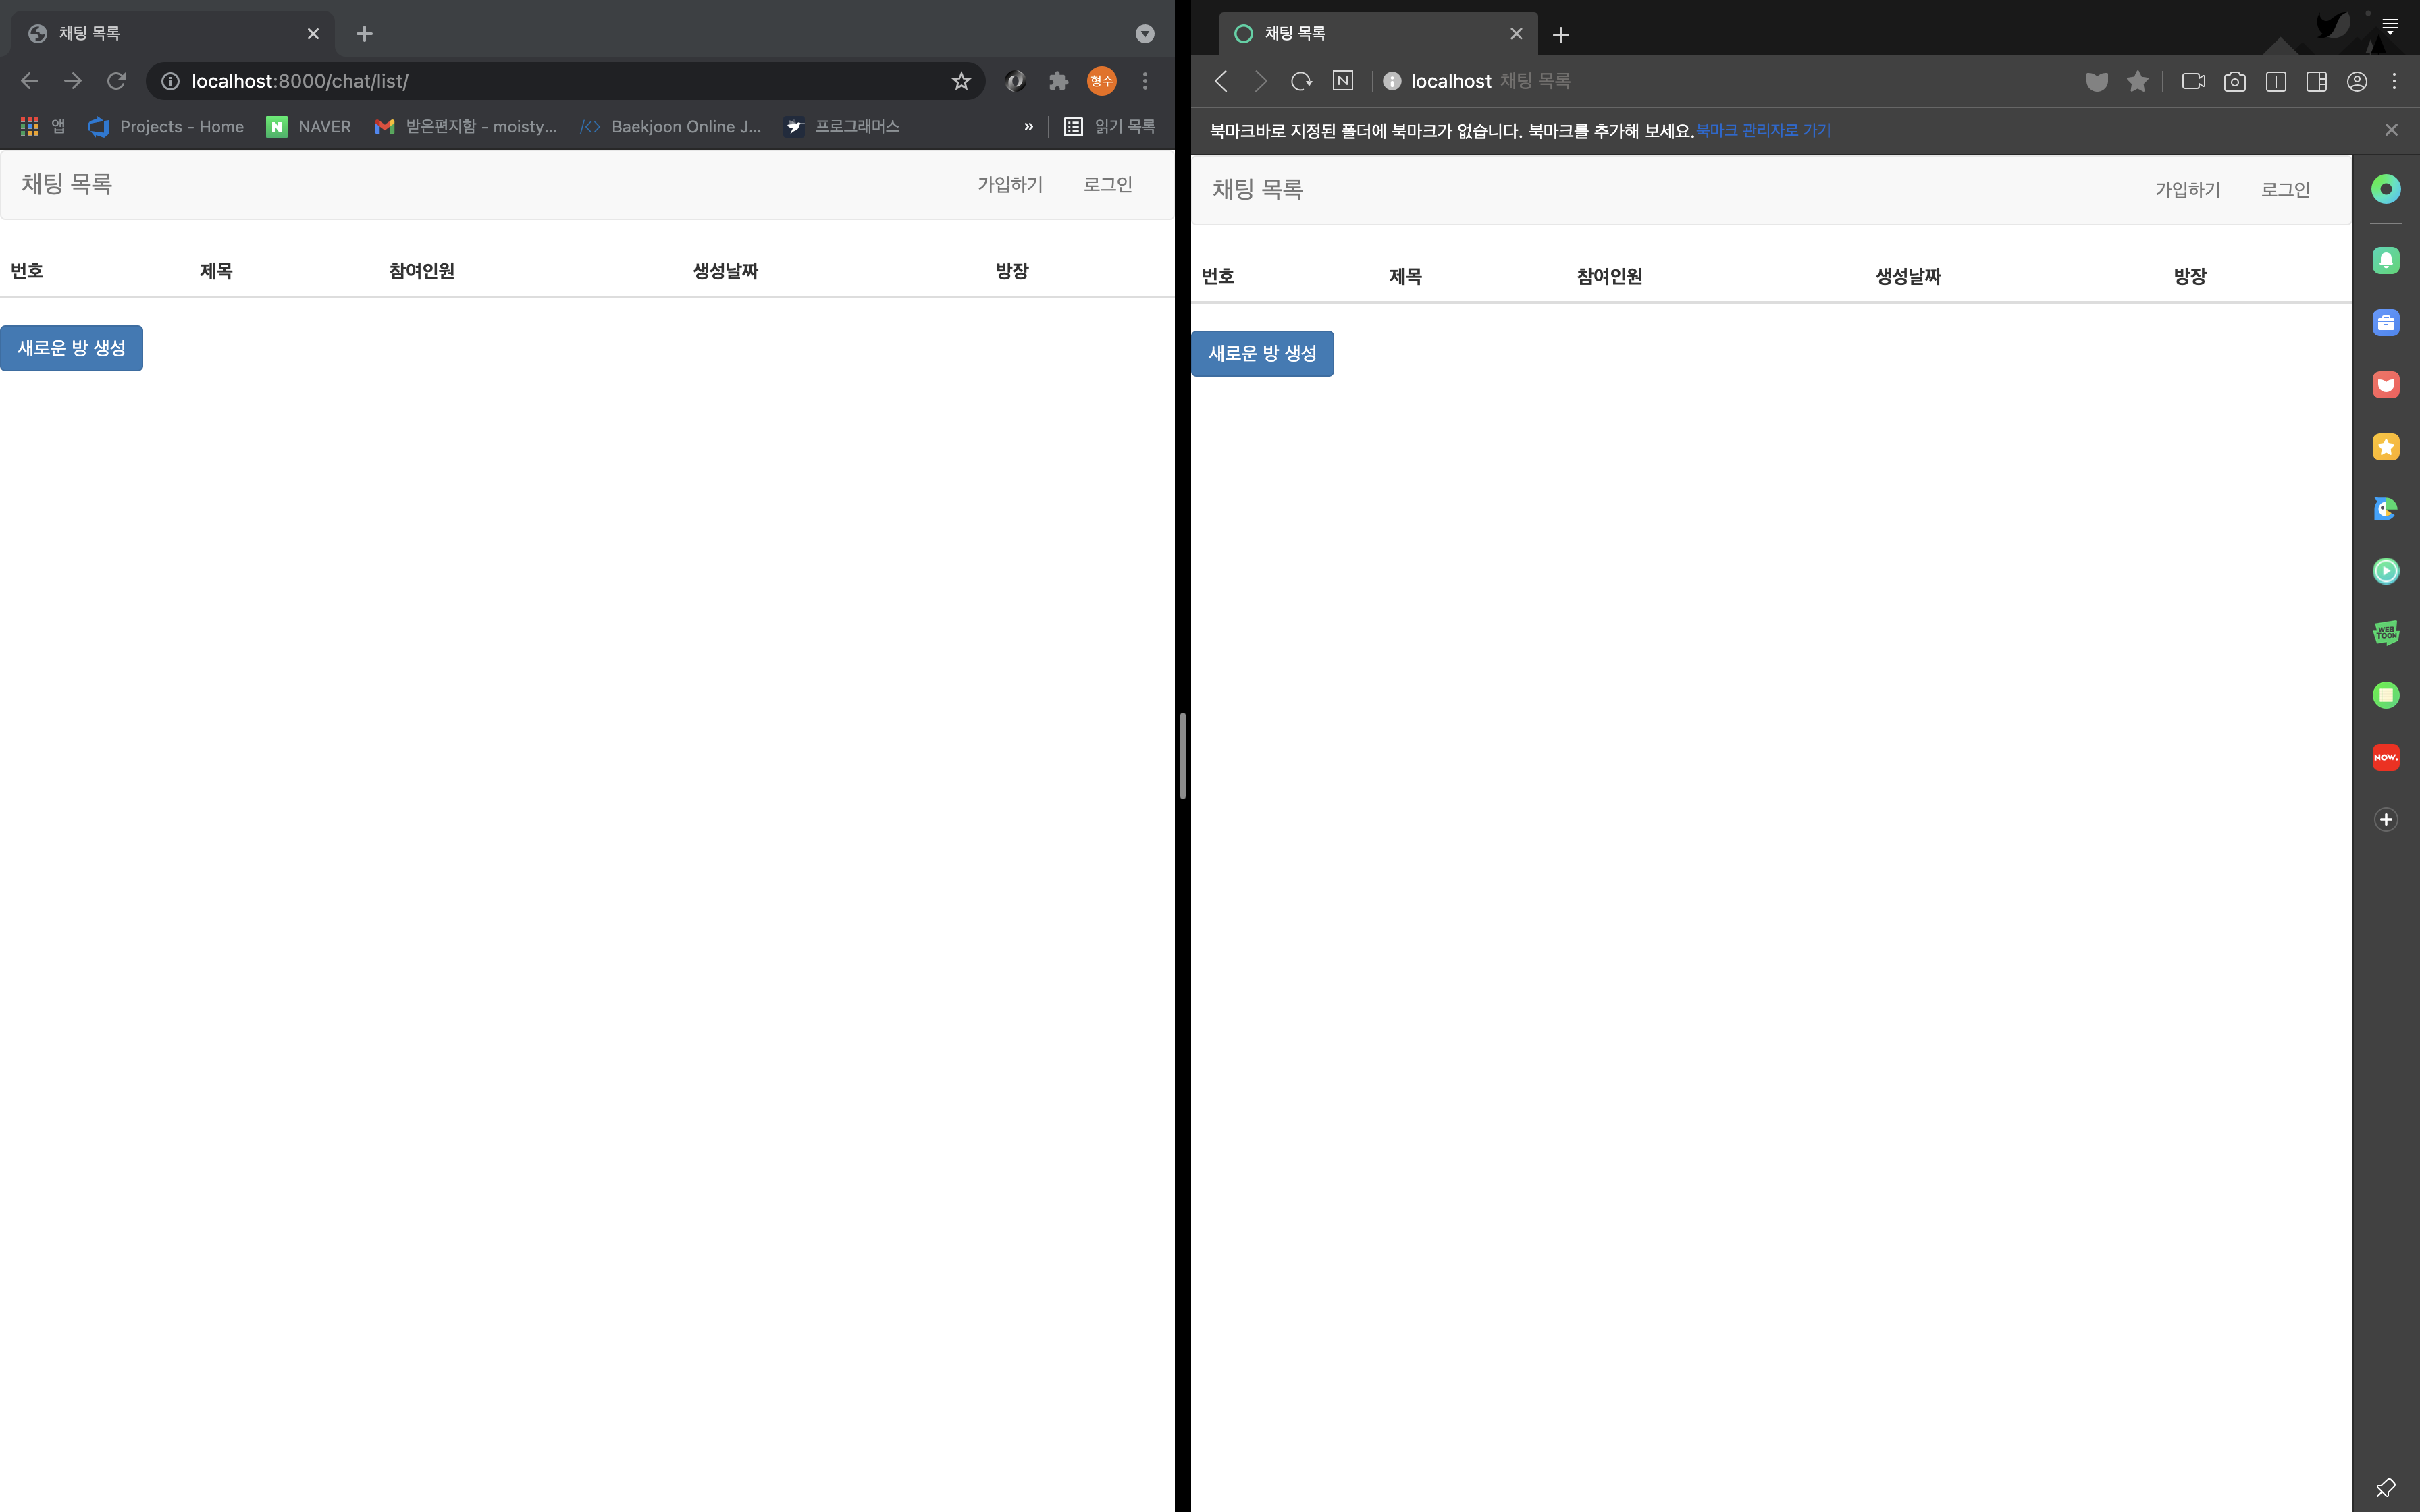 채팅 목록
localhost:8000/chat/list/
형수
앱 Projects - Home N NAVER 받은편지함 - moisty... Baekjoon Online J... 프로그래머스 » 읽기 목록
채팅 목록 가입하기 로그인
번호 제목 참여인원 생성날짜 방장
새로운 방 생성
채팅 목록
N localhost 채팅 목록
북마크바로 지정된 폴더에 북마크가 없습니다. 북마크를 추가해 보세요. 북마크 관리자로 가기
채팅 목록 가입하기 로그인
번호 제목 참여인원 생성날짜 방장
새로운 방 생성
WEB
TOON
NOW.